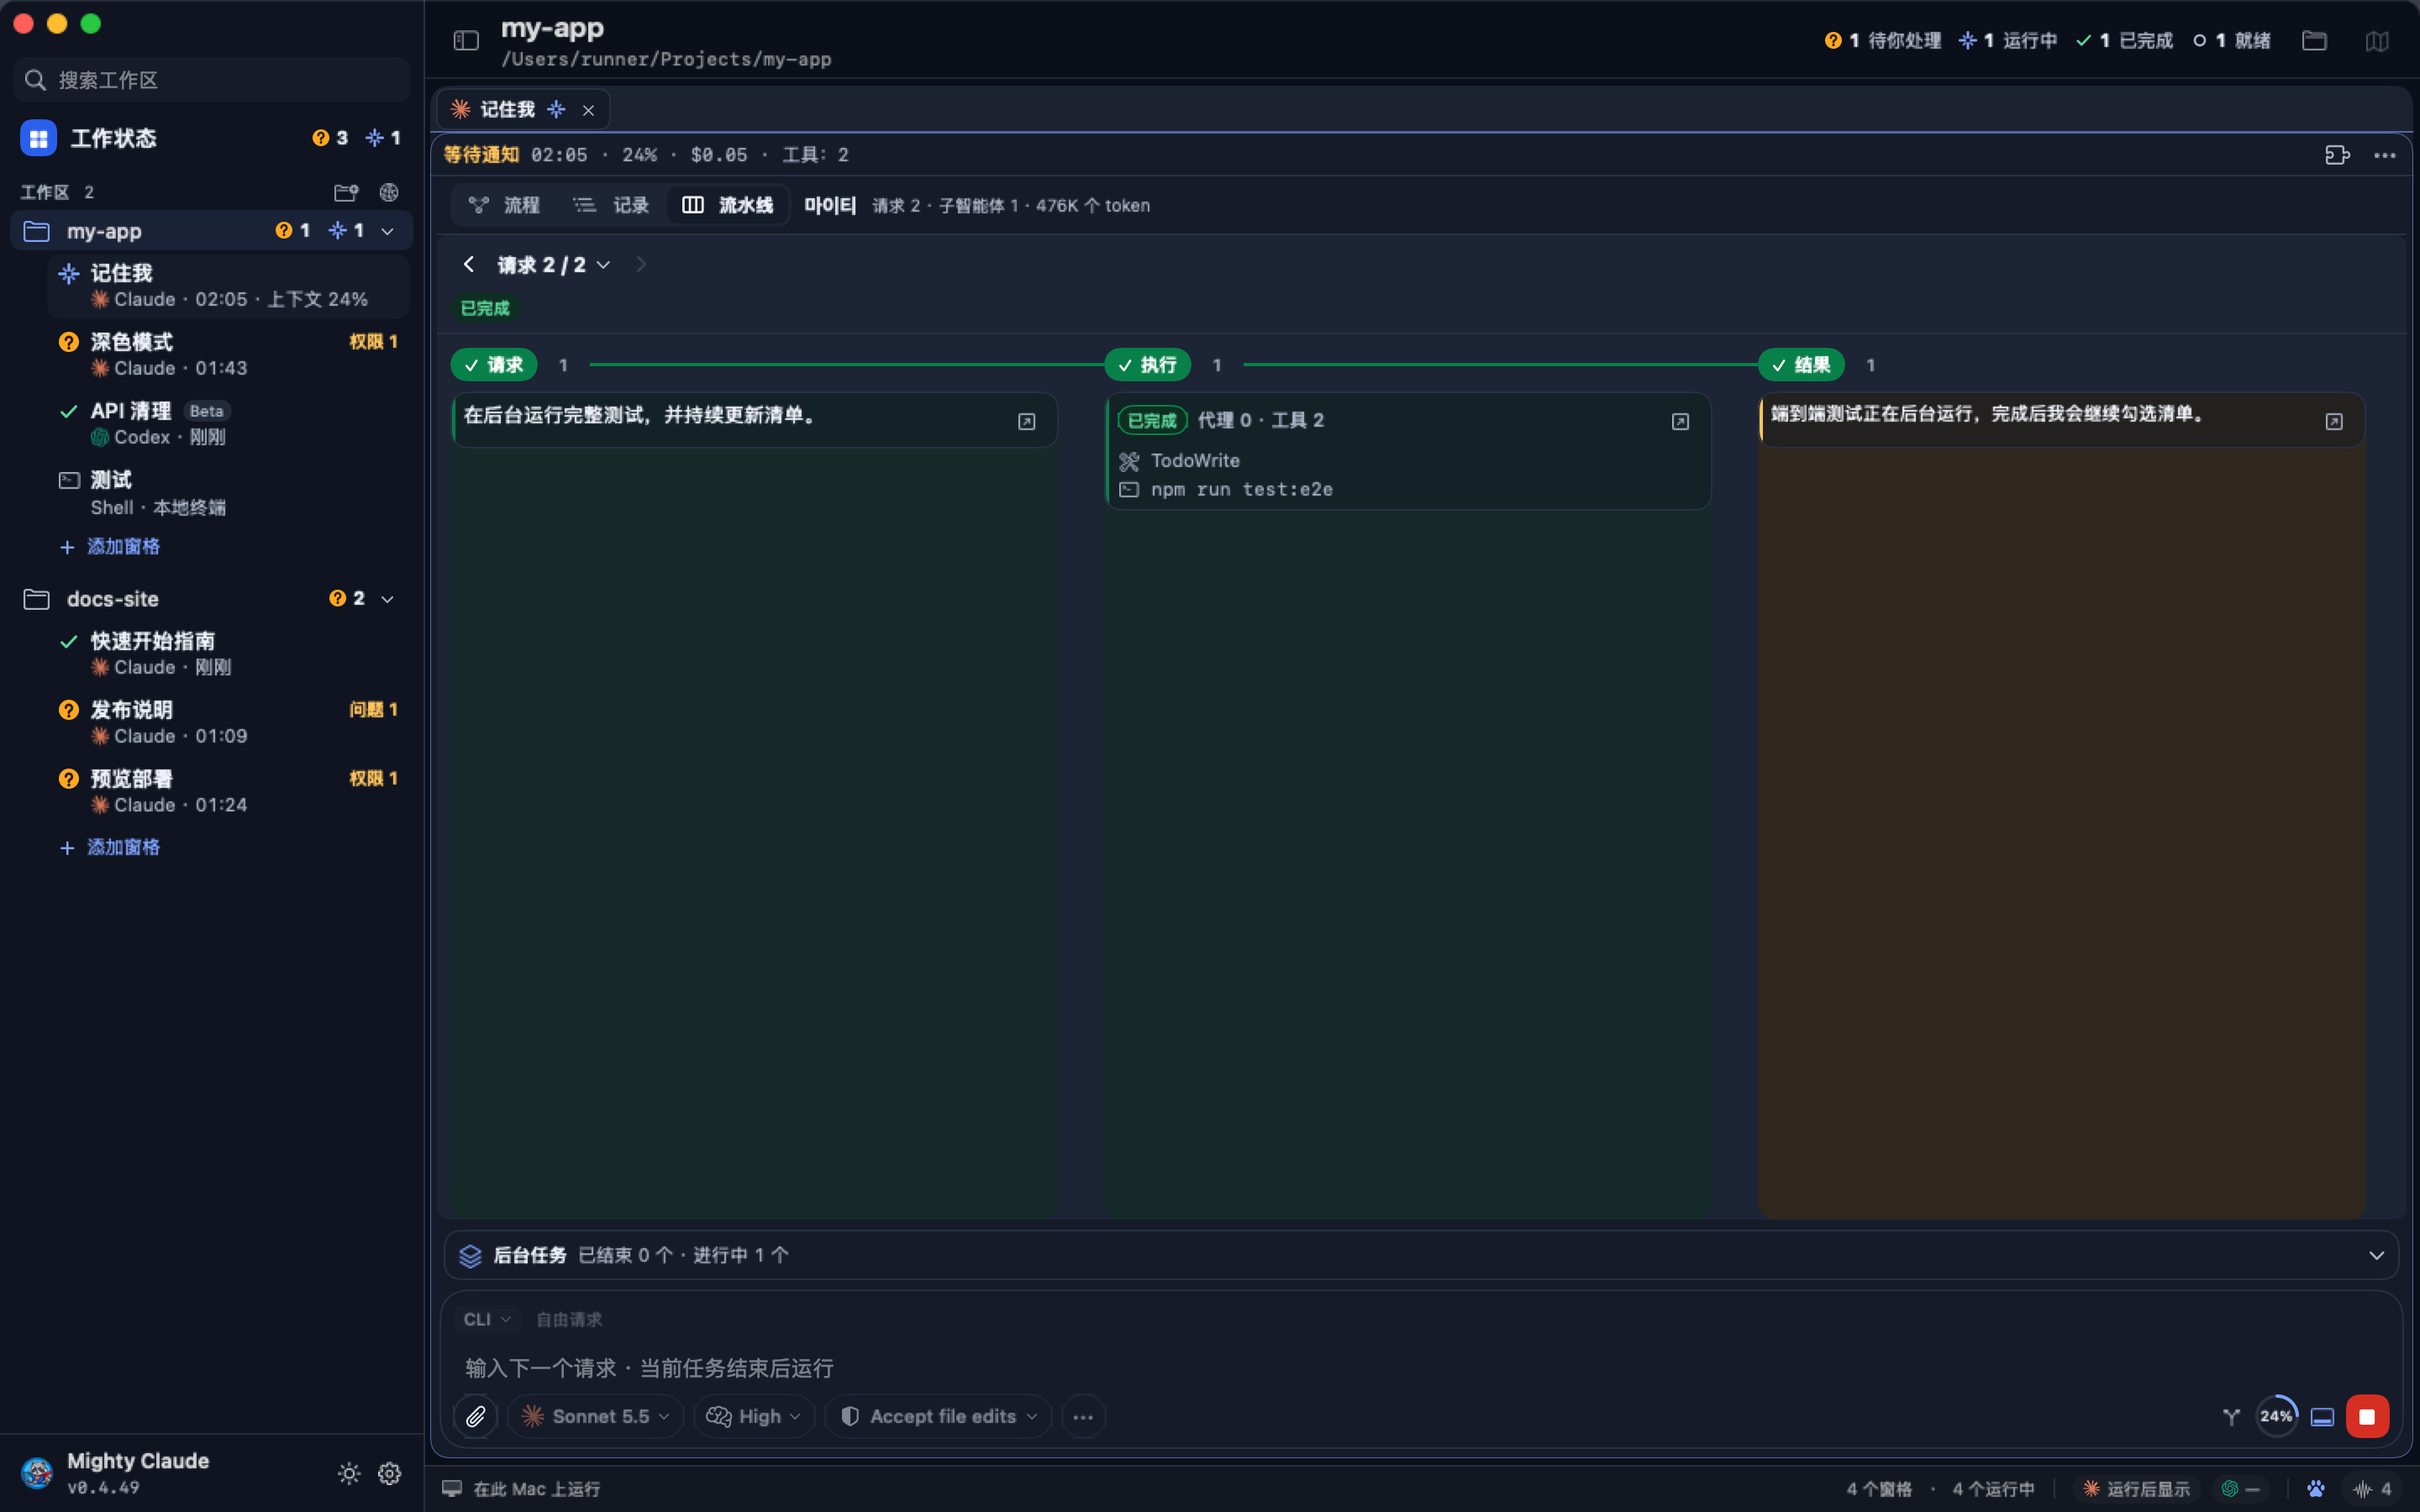 搜索工作区
工作状态 3 1
工作区 2
my-app 1 1
记住我
Claude · 02:05 · 上下文 24%
深色模式 权限 1
Claude · 01:43
API 清理 Beta
Codex · 刚刚
测试
Shell · 本地终端
+ 添加窗格
docs-site 2
快速开始指南
Claude · 刚刚
发布说明 问题 1
Claude · 01:09
预览部署 权限 1
Claude · 01:24
+ 添加窗格
Mighty Claude
v0.4.49
my-app
/Users/runner/Projects/my-app
1 待你处理 1 运行中 1 已完成 1 就绪
记住我
等待通知 02:05 · 24% · $0.05 · 工具: 2
流程 记录 流水线 마이티 请求 2 · 子智能体 1 · 476K 个 token
请求 2 / 2
已完成
请求 1 执行 1 结果 1
在后台运行完整测试，并持续更新清单。
已完成 代理 0 · 工具 2
TodoWrite
npm run test:e2e
端到端测试正在后台运行，完成后我会继续勾选清单。
后台任务 已结束 0 个 · 进行中 1 个
CLI 自由请求
输入下一个请求 · 当前任务结束后运行
Sonnet 5.5 High Accept file edits 24%
在此 Mac 上运行 4 个窗格 · 4 个运行中 运行后显示 — 4